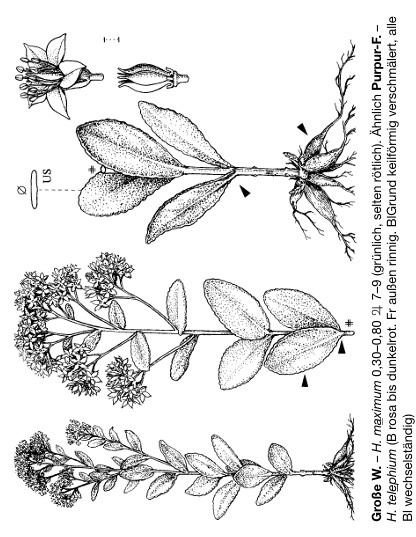 Ø
US
*
*
Große W. – H. maximum 0,30–0,80 ♃ 7–9 (grünlich, selten rötlich). Ähnlich Purpur-F. –
H. telephium (B rosa bis dunkelrot. Fr außen rinnig. BlGrund keilförmig verschmälert, alle
Bl wechselständig)